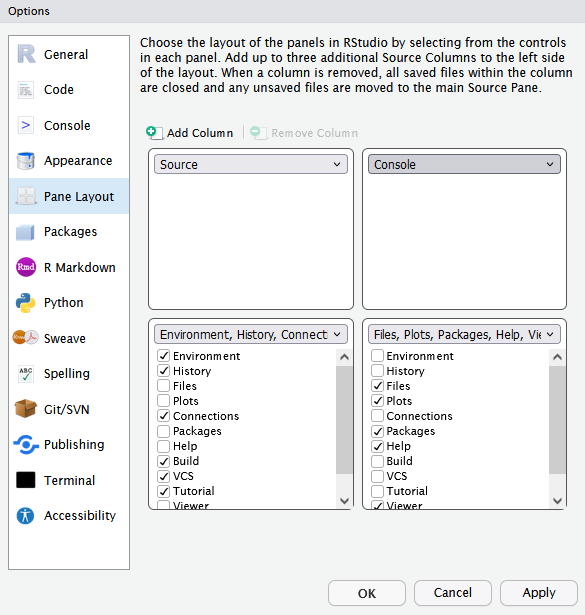 Options
General
Code
Console
Appearance
Pane Layout
Packages
Rmd R Markdown
Python
Sweave
ABC Spelling
Git/SVN
Publishing
Terminal
Accessibility
Choose the layout of the panels in RStudio by selecting from the controls
in each panel. Add up to three additional Source Columns to the left side
of the layout. When a column is removed, all saved files within the column
are closed and any unsaved files are moved to the main Source Pane.
Add Column
Remove Column
Source
Console
Environment, History, Connect
Environment
History
Files
Plots
Connections
Packages
Help
Build
VCS
Tutorial
Viewer
Files, Plots, Packages, Help, Vie
Environment
History
Files
Plots
Connections
Packages
Help
Build
VCS
Tutorial
Viewer
OK
Cancel
Apply